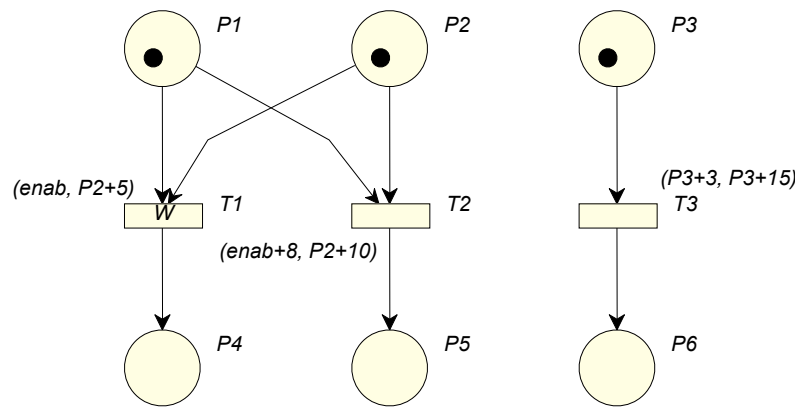 P1 P2 P3
(enab, P2+5) (P3+3, P3+15)
W T1 T2 T3
(enab+8, P2+10)
P4 P5 P6